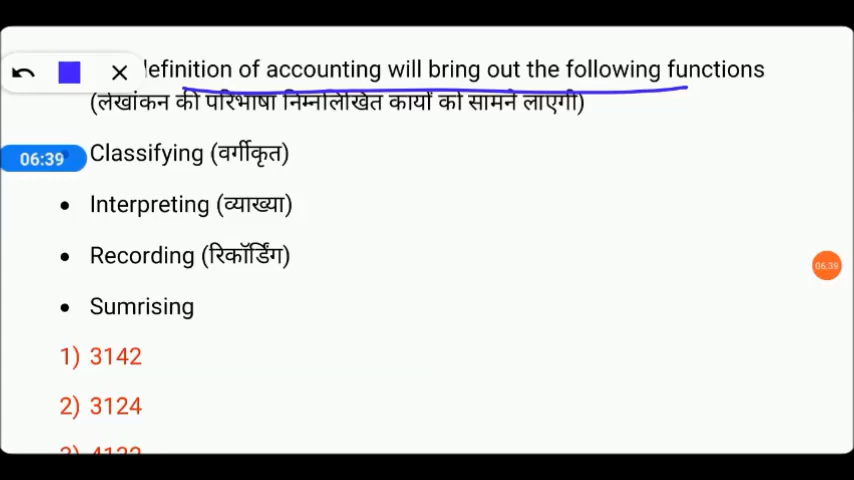 definition of accounting will bring out the following functions
(लेखांकन की परिभाषा निम्नलिखित कार्यों को सामने लाएगी)
06:39
Classifying (वर्गीकृत)
• Interpreting (व्याख्या)
• Recording (रिकॉर्डिंग)
06:39
• Sumrising
1) 3142
2) 3124